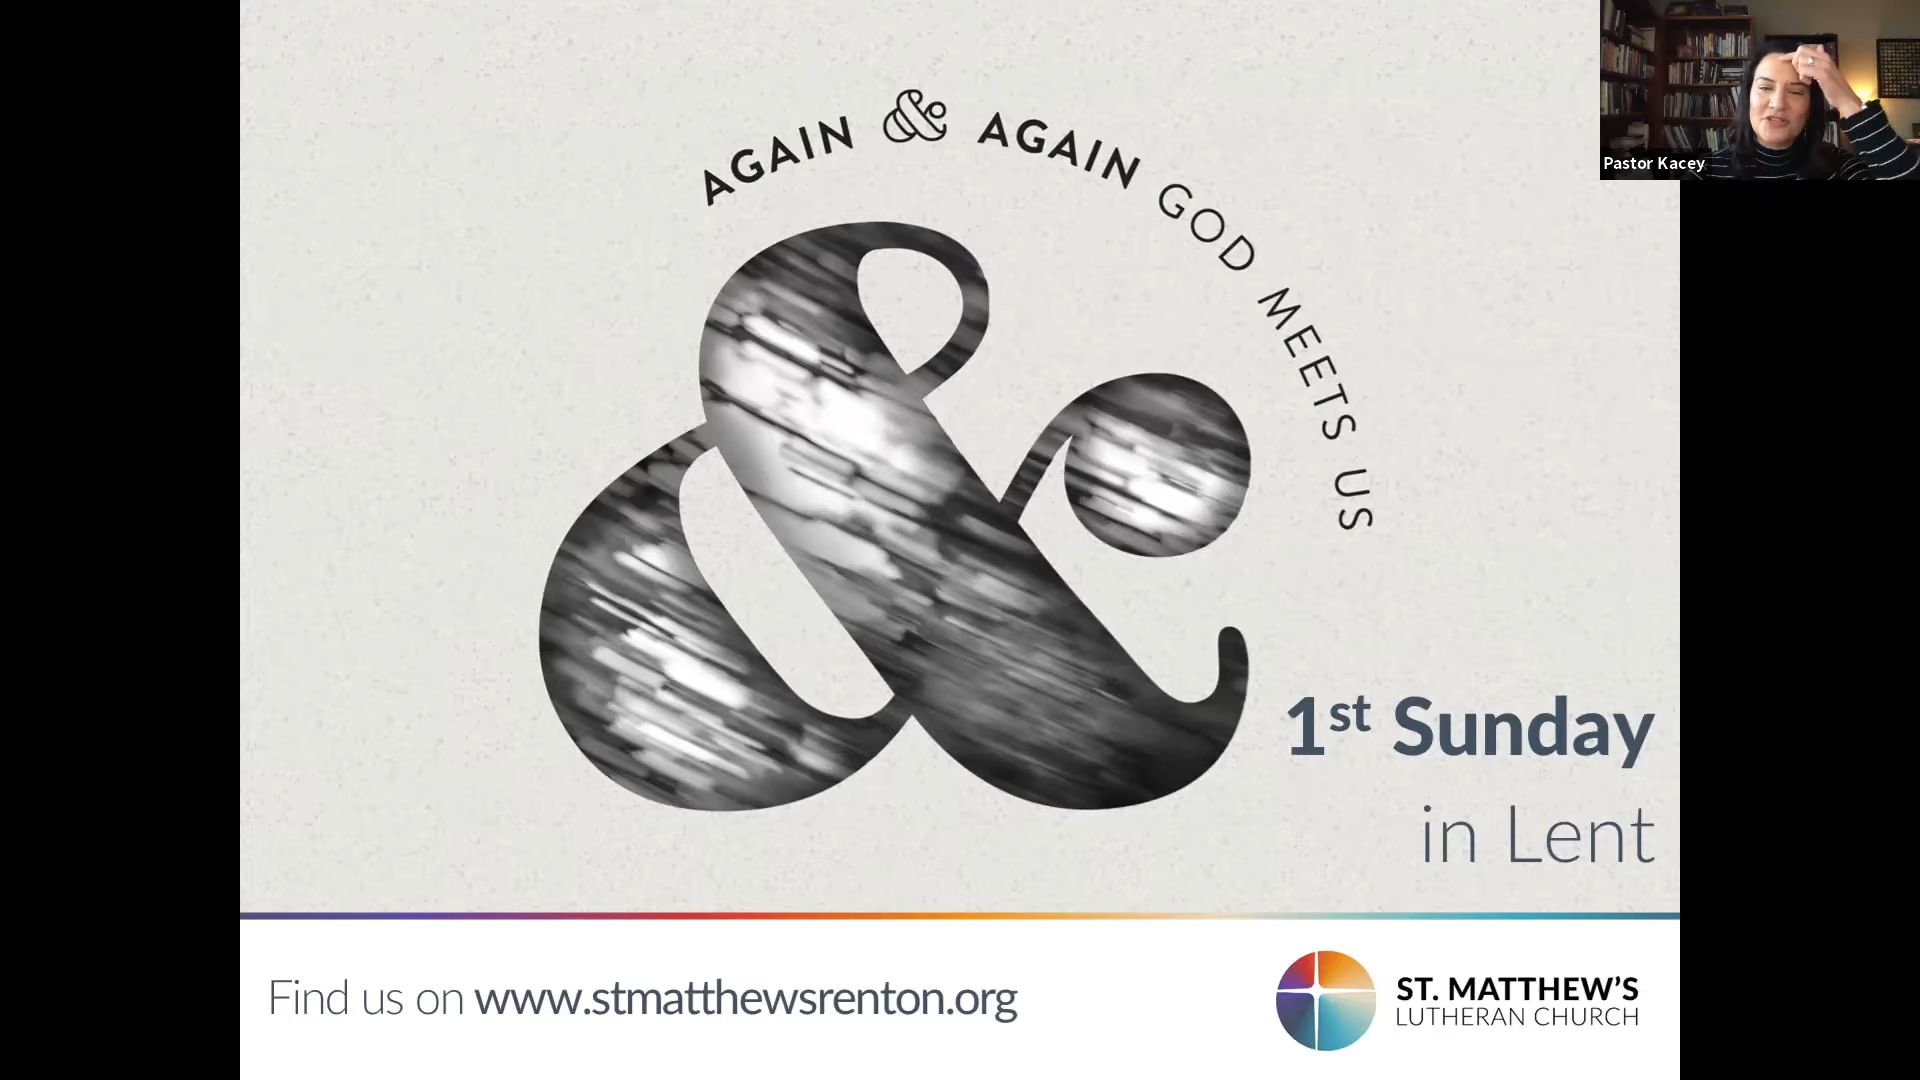 AGAIN & AGAIN GOD MEETS US
&
Pastor Kacey
1st Sunday
in Lent
Find us on www.stmatthewsrenton.org
ST. MATTHEW'S
LUTHERAN CHURCH